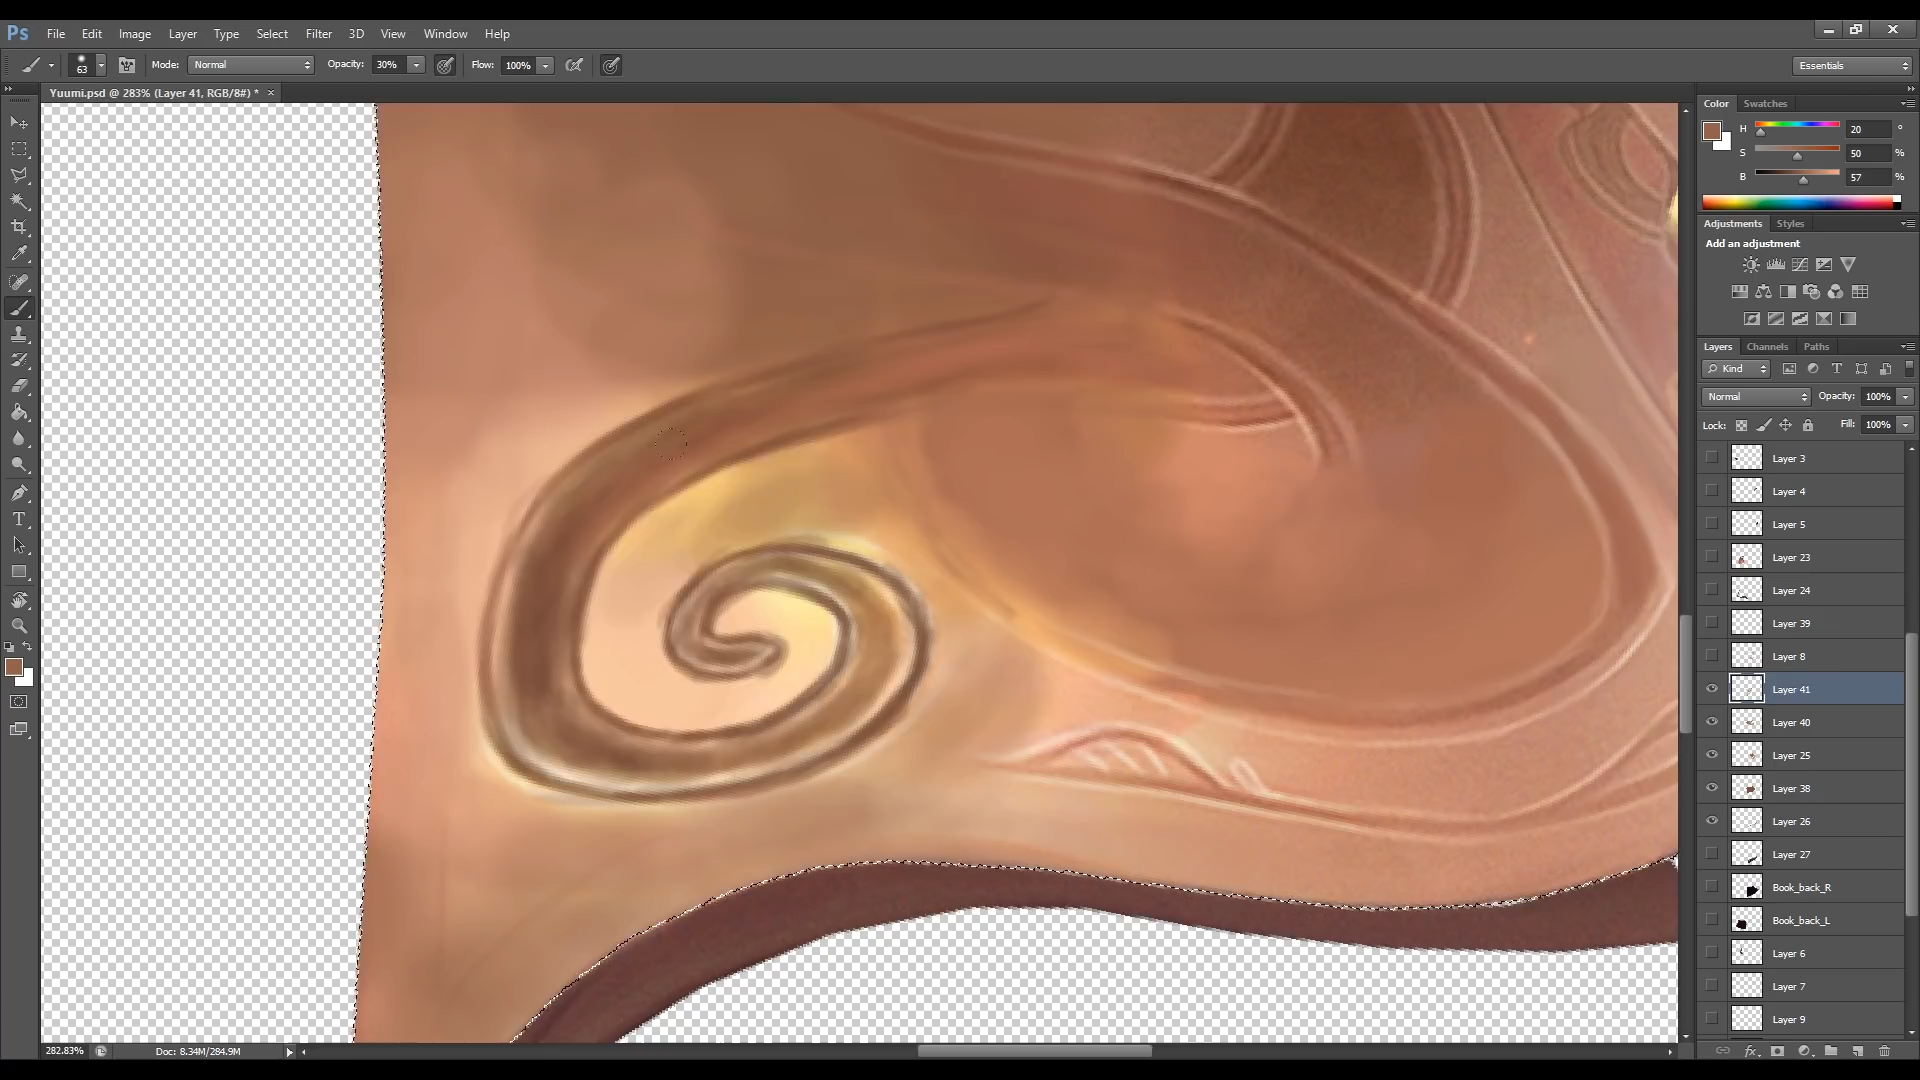 Ps File Edit Image Layer Type Select Filter 3D View Window Help
63 Mode: Normal Opacity: 30% Flow: 100% Essentials
Yuumi.psd @ 283% (Layer 41, RGB/8#) * ×
Color Swatches
H 20 °
S 50 %
B 57 %
Adjustments Styles
Add an adjustment
Layers Channels Paths
Kind
Normal Opacity: 100%
Lock: Fill: 100%
Layer 3
Layer 4
Layer 5
Layer 23
Layer 24
Layer 39
Layer 8
Layer 41
Layer 40
Layer 25
Layer 38
Layer 26
Layer 27
Book_back_R
Book_back_L
Layer 6
Layer 7
Layer 9
282.83% Doc: 8.34M/284.9M